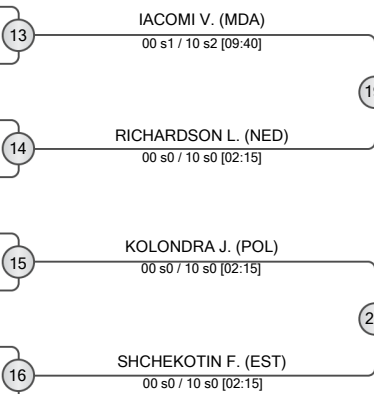 13
IACOMI V. (MDA)
00 s1 / 10 s2 [09:40]
14
RICHARDSON L. (NED)
00 s0 / 10 s0 [02:15]
15
KOLONDRA J. (POL)
00 s0 / 10 s0 [02:15]
16
SHCHEKOTIN F. (EST)
00 s0 / 10 s0 [02:15]